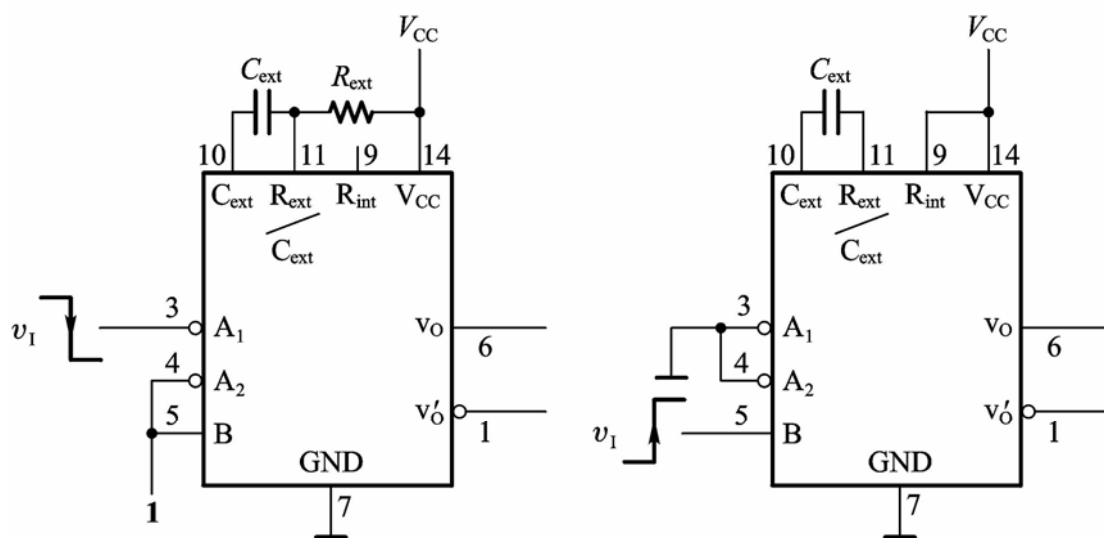 V_CC
C_ext
R_ext
10 11 9 14
C_ext R_ext R_int V_CC
C_ext
v_I
3 A_1
4 A_2
5 B
v_O 6
v_O′ 1
GND
7
1
V_CC
C_ext
10 11 9 14
C_ext R_ext R_int V_CC
C_ext
3 A_1
4 A_2
v_I
5 B
v_O 6
v_O′ 1
GND
7